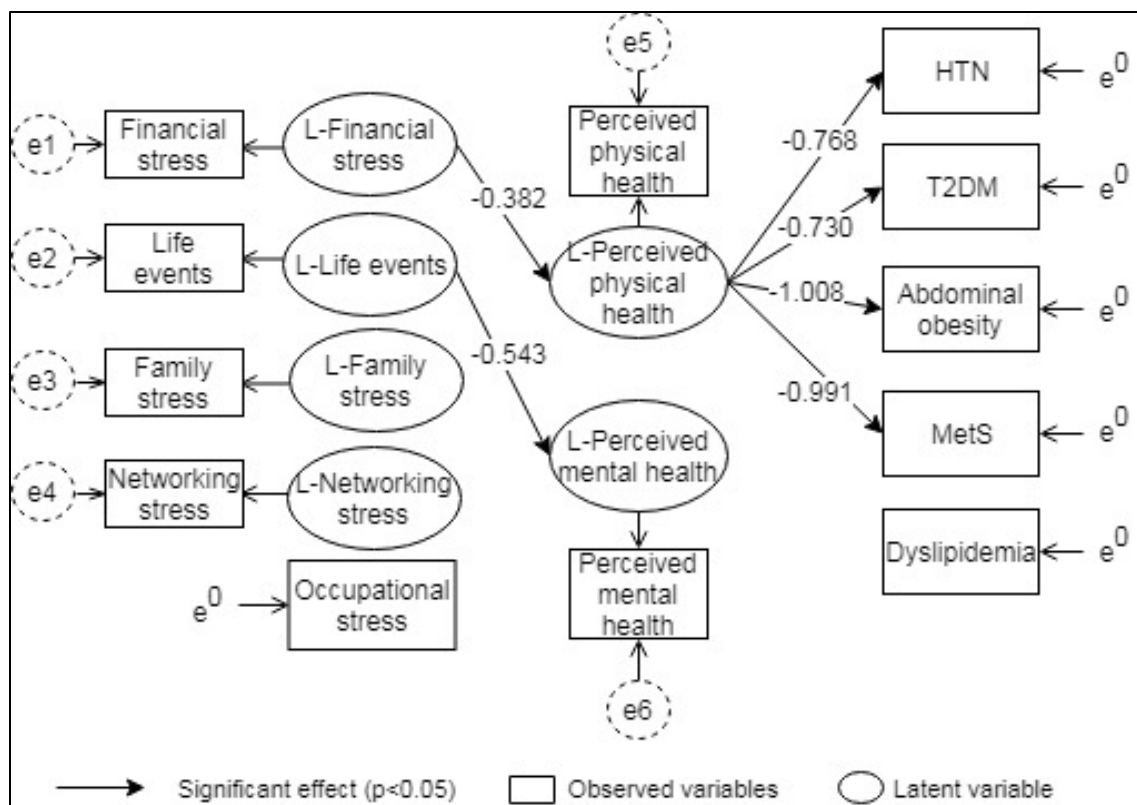 e1
Financial
stress
L-Financial
stress
e2
Life
events
L-Life events
e3
Family
stress
L-Family
stress
e4
Networking
stress
L-Networking
stress
e0
Occupational
stress
-0.382
-0.543
e5
Perceived
physical
health
L-Perceived
physical
health
L-Perceived
mental health
Perceived
mental
health
e6
-0.768
-0.730
-1.008
-0.991
HTN
e0
T2DM
e0
Abdominal
obesity
e0
MetS
e0
Dyslipidemia
e0
Significant effect (p<0.05)
Observed variables
Latent variable